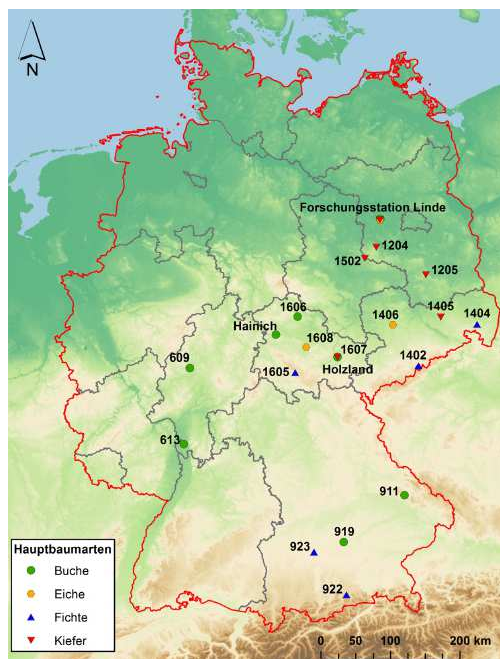 N
Forschungsstation Linde
1204
1502
1205
1606
1405
1404
1406
Hainich
1608
1607
1402
609
1605
Holzland
613
911
919
923
922
Hauptbaumarten
Buche
Eiche
Fichte
Kiefer
0 50 100 200 km